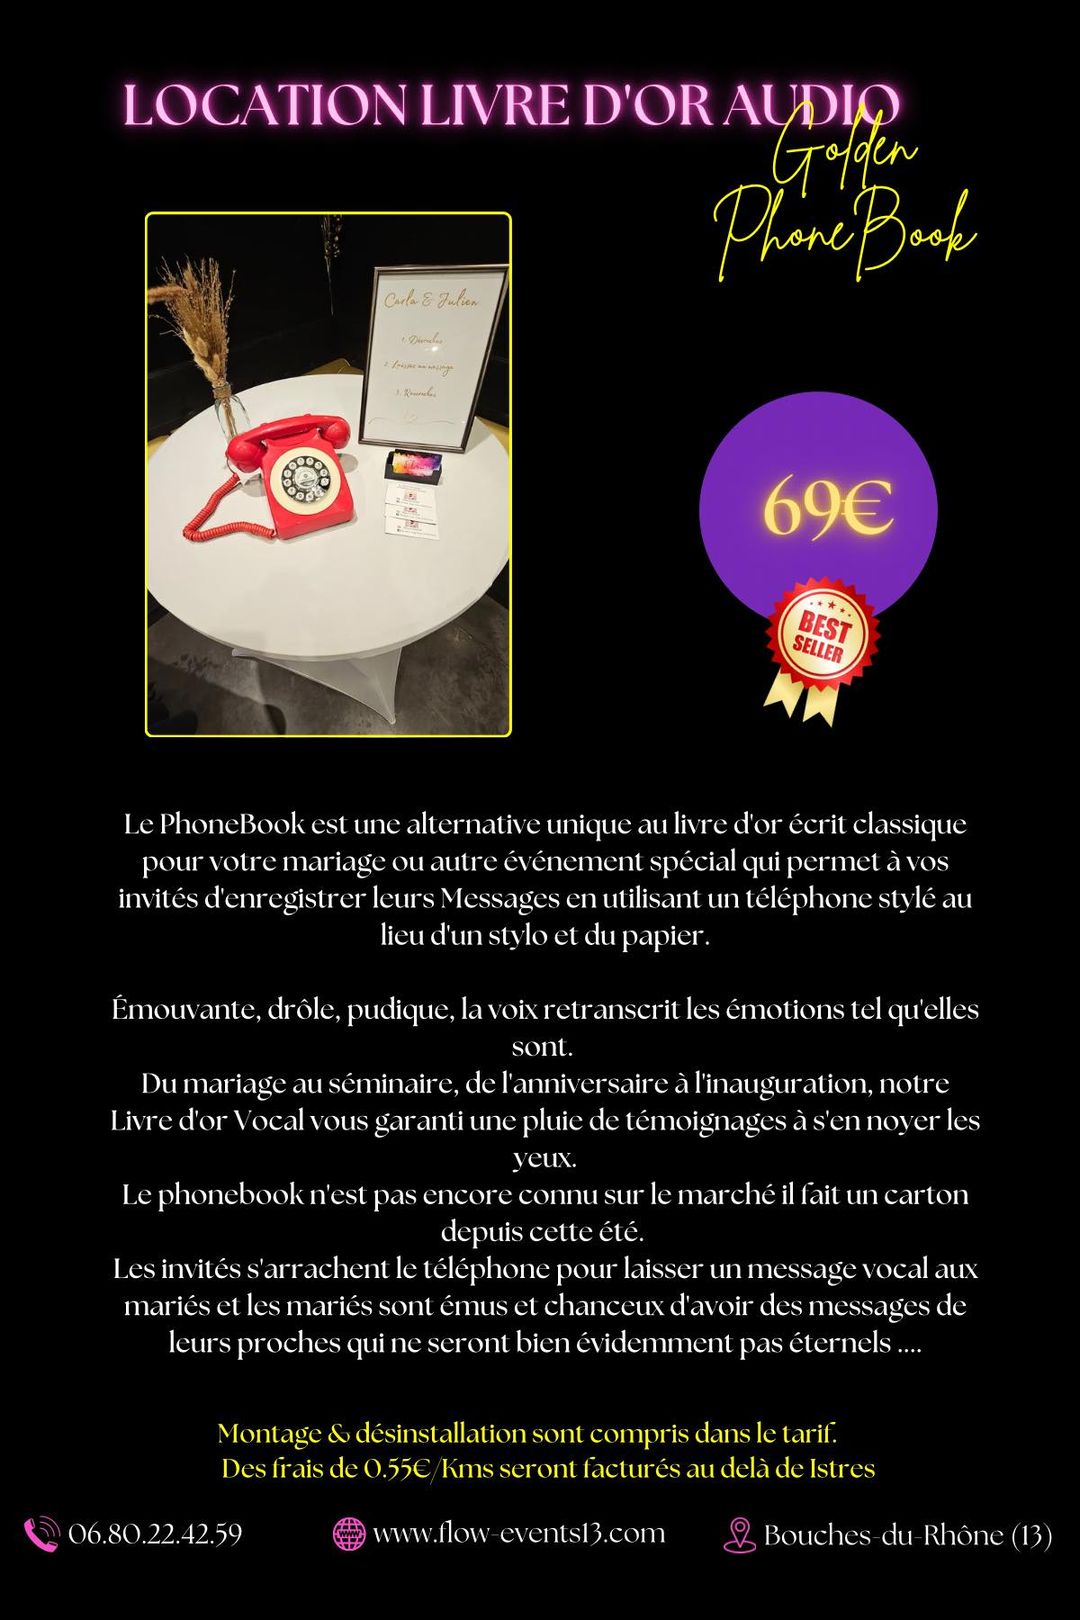 LOCATION LIVRE D'OR AUDIO
Golden
PhoneBook
Carla & Julien
1. Décrochez
2. Laissez un message
3. Raccrochez
69€
BEST
SELLER
Le PhoneBook est une alternative unique au livre d'or écrit classique
pour votre mariage ou autre événement spécial qui permet à vos
invités d'enregistrer leurs Messages en utilisant un téléphone stylé au
lieu d'un stylo et du papier.
Émouvante, drôle, pudique, la voix retranscrit les émotions tel qu'elles
sont.
Du mariage au séminaire, de l'anniversaire à l'inauguration, notre
Livre d'or Vocal vous garanti une pluie de témoignages à s'en noyer les
yeux.
Le phonebook n'est pas encore connu sur le marché il fait un carton
depuis cette été.
Les invités s'arrachent le téléphone pour laisser un message vocal aux
mariés et les mariés sont émus et chanceux d'avoir des messages de
leurs proches qui ne seront bien évidemment pas éternels ....
Montage & désinstallation sont compris dans le tarif.
Des frais de 0.55€/Kms seront facturés au delà de Istres
06.80.22.42.59
www.flow-events13.com
Bouches-du-Rhône (13)